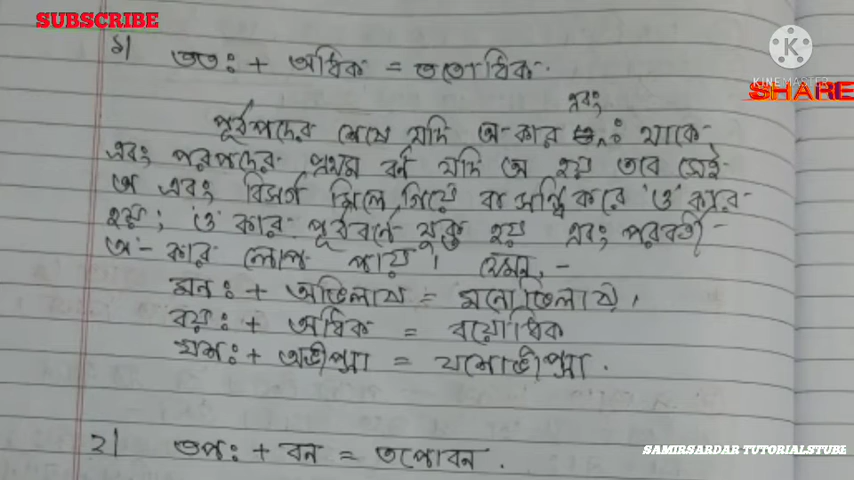 SUBSCRIBE
KINEMASTER
SHARE
১| ততঃ + অধিক = ততোধিক.
এবং
পূর্বপদের শেষে যদি অ-কার ঃ থাকে
এবং পরপদের প্রথম বর্ন যদি অ হয় তবে সেই
অ এবং বিসর্গ মিলে গিয়ে বা সন্ধি করে 'ও' কার
হয়; 'ও' কার পূর্ববর্নে যুক্ত হয় এবং পরবর্তী
অ- কার লোপ পায়। যেমন,-
মনঃ + অভিলাষ = মনোভিলাষ,
বয়ঃ + অধিক = বয়োধিক
যশঃ + অভীপ্সা = যশোভীপ্সা.
২| তপঃ + বন = তপোবন.
SAMIRSARDAR TUTORIALSTUBE